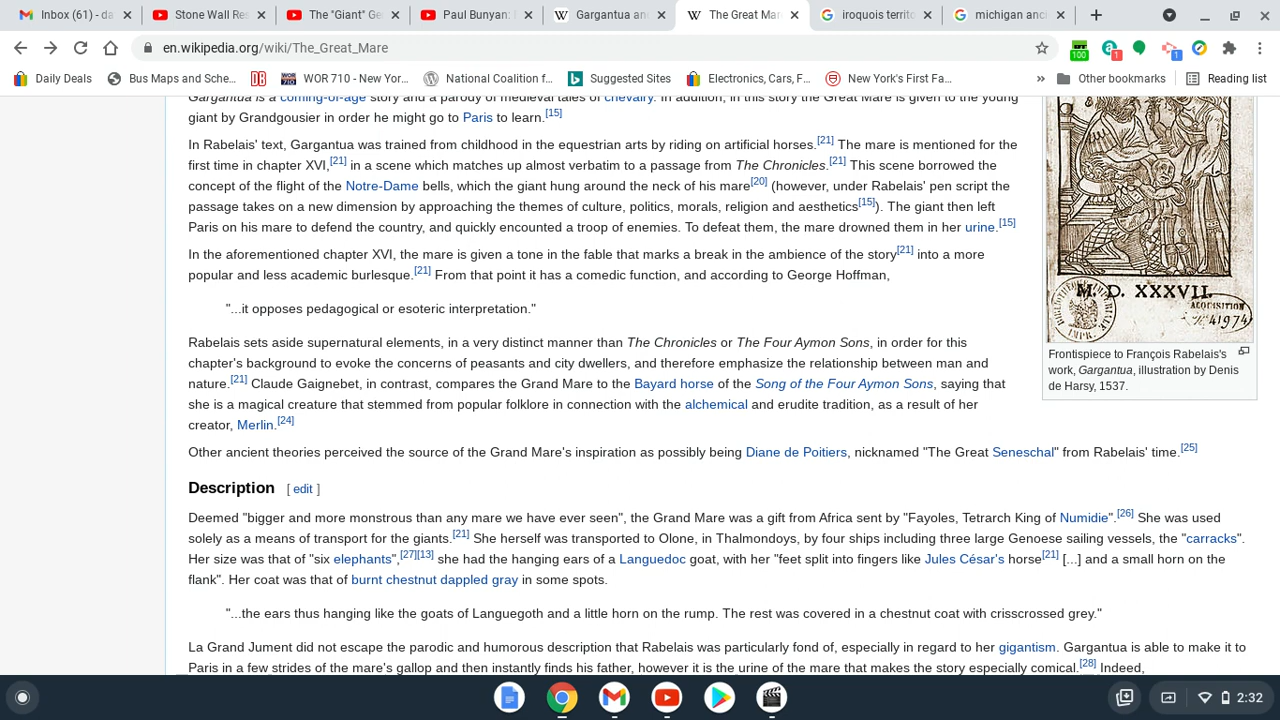 Inbox (61) - da
Stone Wall Res
The "Giant" Ge
Paul Bunyan:
Gargantua an
The Great Mar
iroquois territo
michigan anci
en.wikipedia.org/wiki/The_Great_Mare
100
1
1
Daily Deals
Bus Maps and Sche...
WOR 710 - New York...
National Coalition f...
Suggested Sites
Electronics, Cars, F...
New York's First Fa...
»
Other bookmarks
Reading list
Gargantua is a coming-of-age story and a parody of medieval tales of chevalry. In addition, in this story the Great Mare is given to the young
giant by Grandgousier in order he might go to Paris to learn.[15]
In Rabelais' text, Gargantua was trained from childhood in the equestrian arts by riding on artificial horses.[21] The mare is mentioned for the
first time in chapter XVI,[21] in a scene which matches up almost verbatim to a passage from The Chronicles.[21] This scene borrowed the
concept of the flight of the Notre-Dame bells, which the giant hung around the neck of his mare[20] (however, under Rabelais' pen script the
passage takes on a new dimension by approaching the themes of culture, politics, morals, religion and aesthetics[15]). The giant then left
Paris on his mare to defend the country, and quickly encountered a troop of enemies. To defeat them, the mare drowned them in her urine.[15]
In the aforementioned chapter XVI, the mare is given a tone in the fable that marks a break in the ambience of the story[21] into a more
popular and less academic burlesque.[21] From that point it has a comedic function, and according to George Hoffman,
"...it opposes pedagogical or esoteric interpretation."
Rabelais sets aside supernatural elements, in a very distinct manner than The Chronicles or The Four Aymon Sons, in order for this
chapter's background to evoke the concerns of peasants and city dwellers, and therefore emphasize the relationship between man and
nature.[21] Claude Gaignebet, in contrast, compares the Grand Mare to the Bayard horse of the Song of the Four Aymon Sons, saying that
she is a magical creature that stemmed from popular folklore in connection with the alchemical and erudite tradition, as a result of her
creator, Merlin.[24]
M. D. XXXVII.
ACQUISITION
41974
Frontispiece to François Rabelais's
work, Gargantua, illustration by Denis
de Harsy, 1537.
Other ancient theories perceived the source of the Grand Mare's inspiration as possibly being Diane de Poitiers, nicknamed "The Great Seneschal" from Rabelais' time.[25]
Description [ edit ]
Deemed "bigger and more monstrous than any mare we have ever seen", the Grand Mare was a gift from Africa sent by "Fayoles, Tetrarch King of Numidie".[26] She was used
solely as a means of transport for the giants.[21] She herself was transported to Olone, in Thalmondoys, by four ships including three large Genoese sailing vessels, the "carracks".
Her size was that of "six elephants",[27][13] she had the hanging ears of a Languedoc goat, with her "feet split into fingers like Jules César's horse[21] [...] and a small horn on the
flank". Her coat was that of burnt chestnut dappled gray in some spots.
"...the ears thus hanging like the goats of Languegoth and a little horn on the rump. The rest was covered in a chestnut coat with crisscrossed grey."
La Grand Jument did not escape the parodic and humorous description that Rabelais was particularly fond of, especially in regard to her gigantism. Gargantua is able to make it to
Paris in a few strides of the mare's gallop and then instantly finds his father, however it is the urine of the mare that makes the story especially comical.[28] Indeed,
2:32